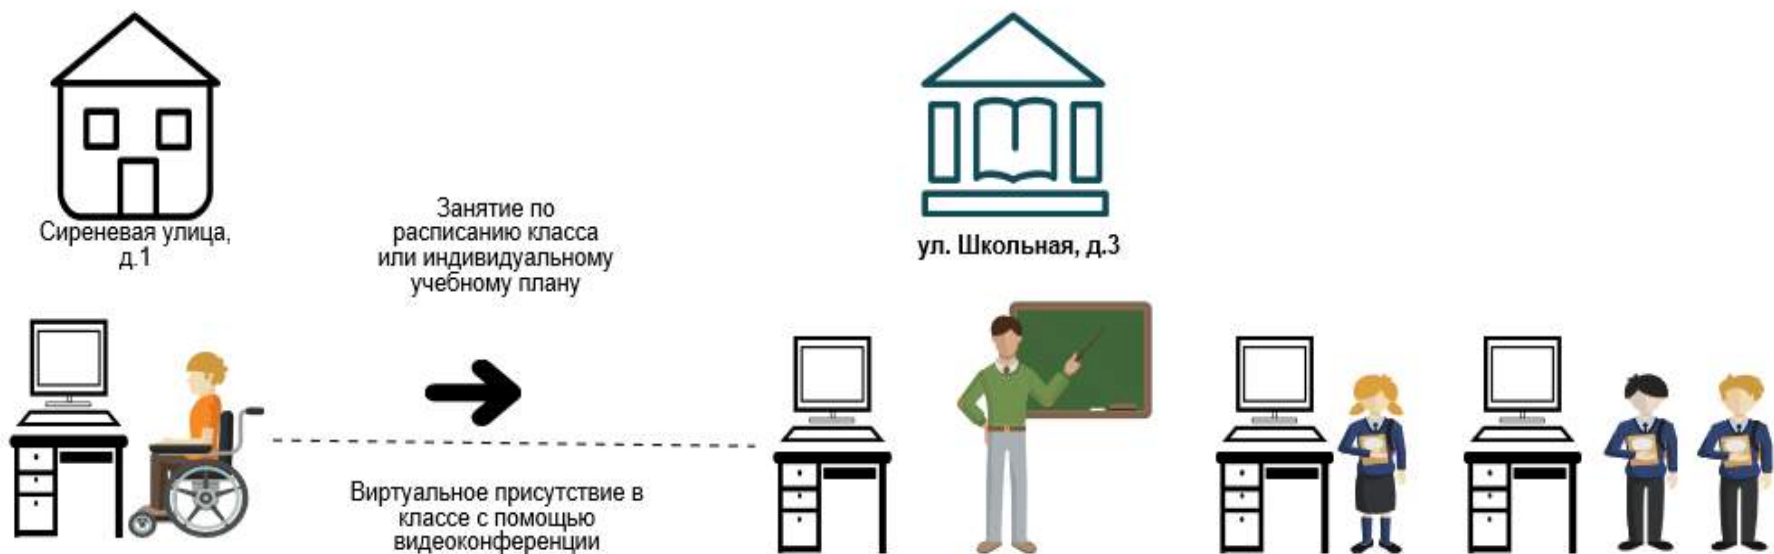 Сиреневая улица,
д.1
Занятие по
расписанию класса
или индивидуальному
учебному плану
ул. Школьная, д.3
Виртуальное присутствие в
классе с помощью
видеоконференции